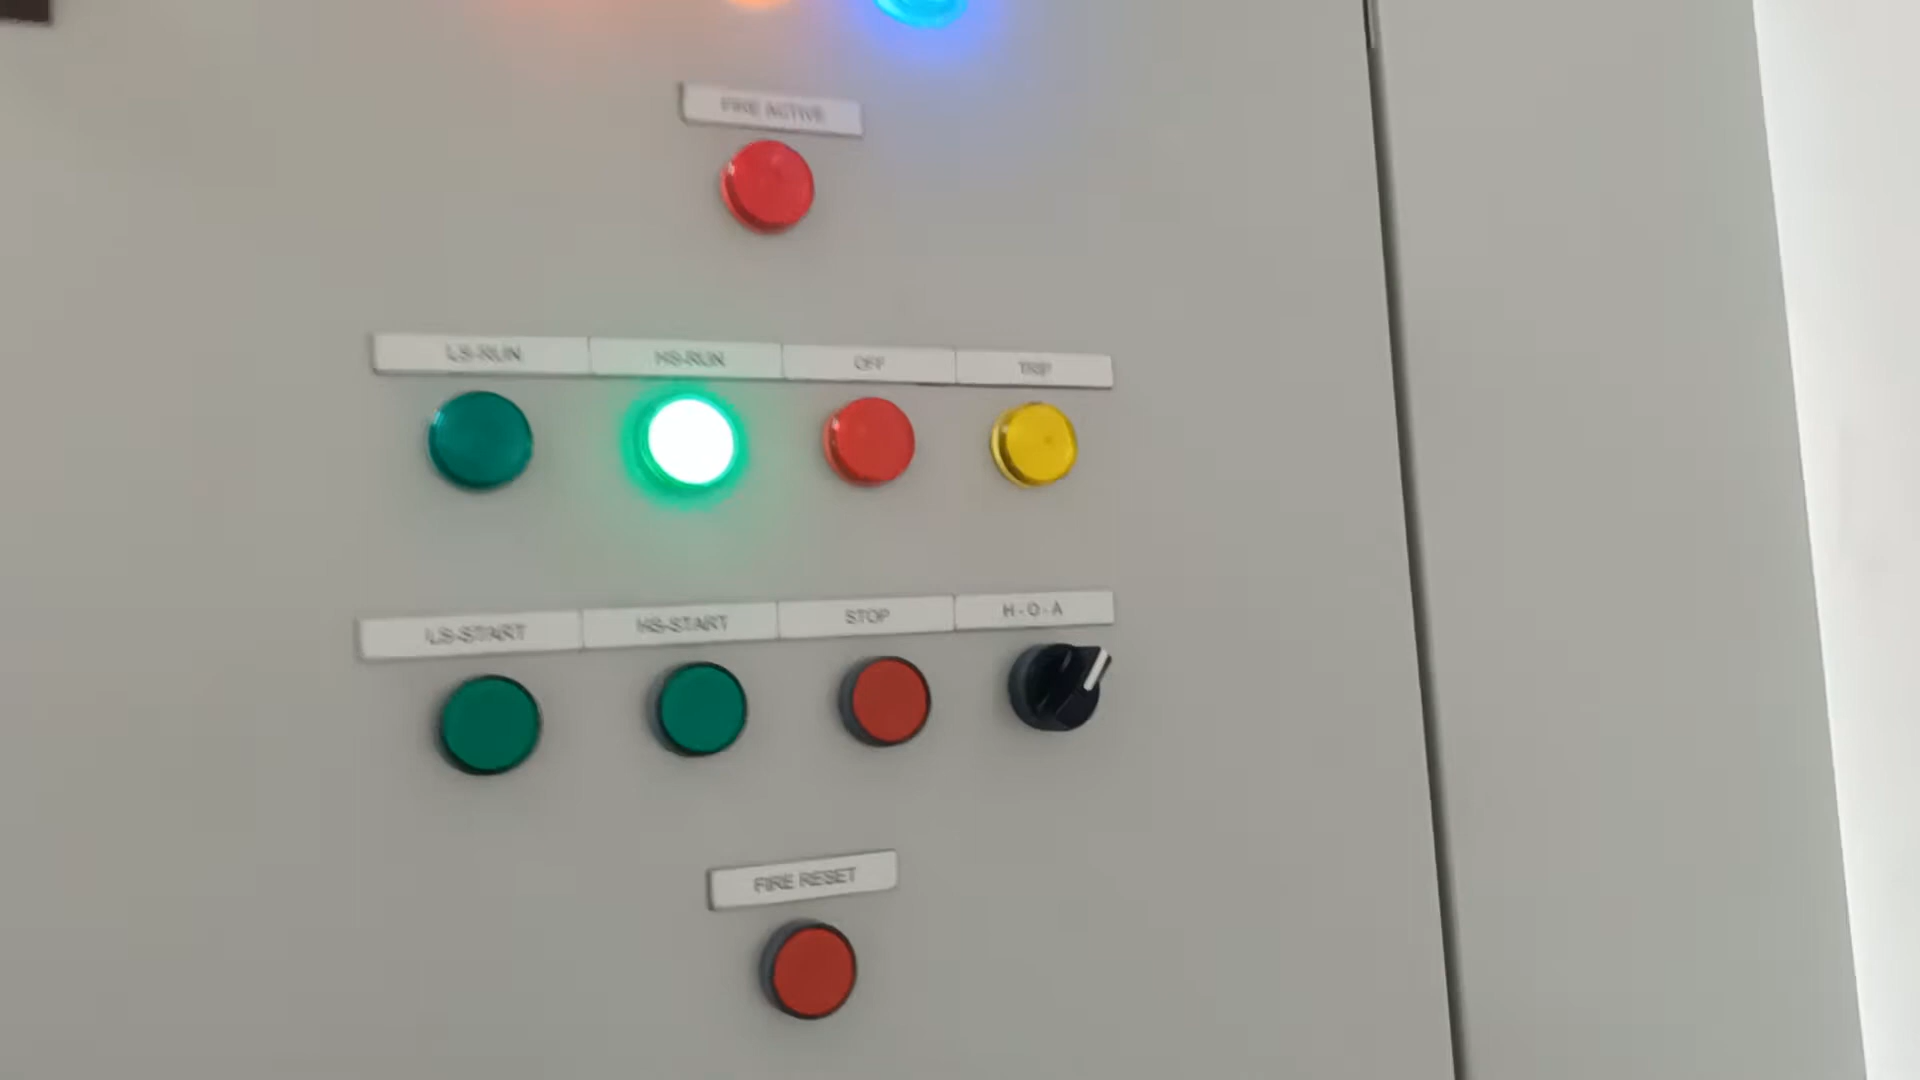 FIRE ACTIVE
LS-RUN HS-RUN OFF TRIP
LS-START HS-START STOP H - O - A
FIRE RESET